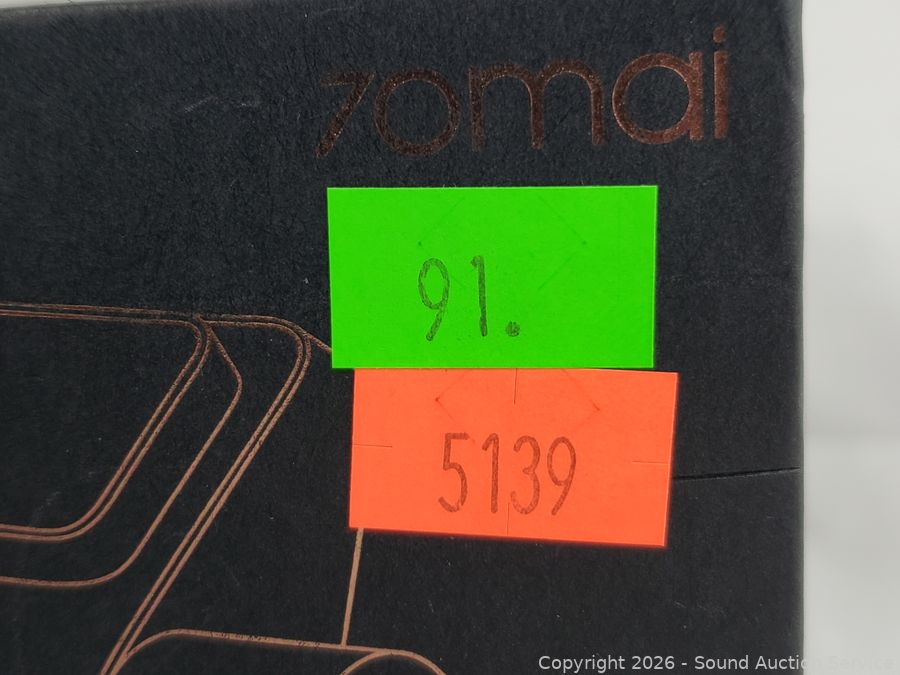 70mai
91.
5139
Copyright 2026 - Sound Auction Service